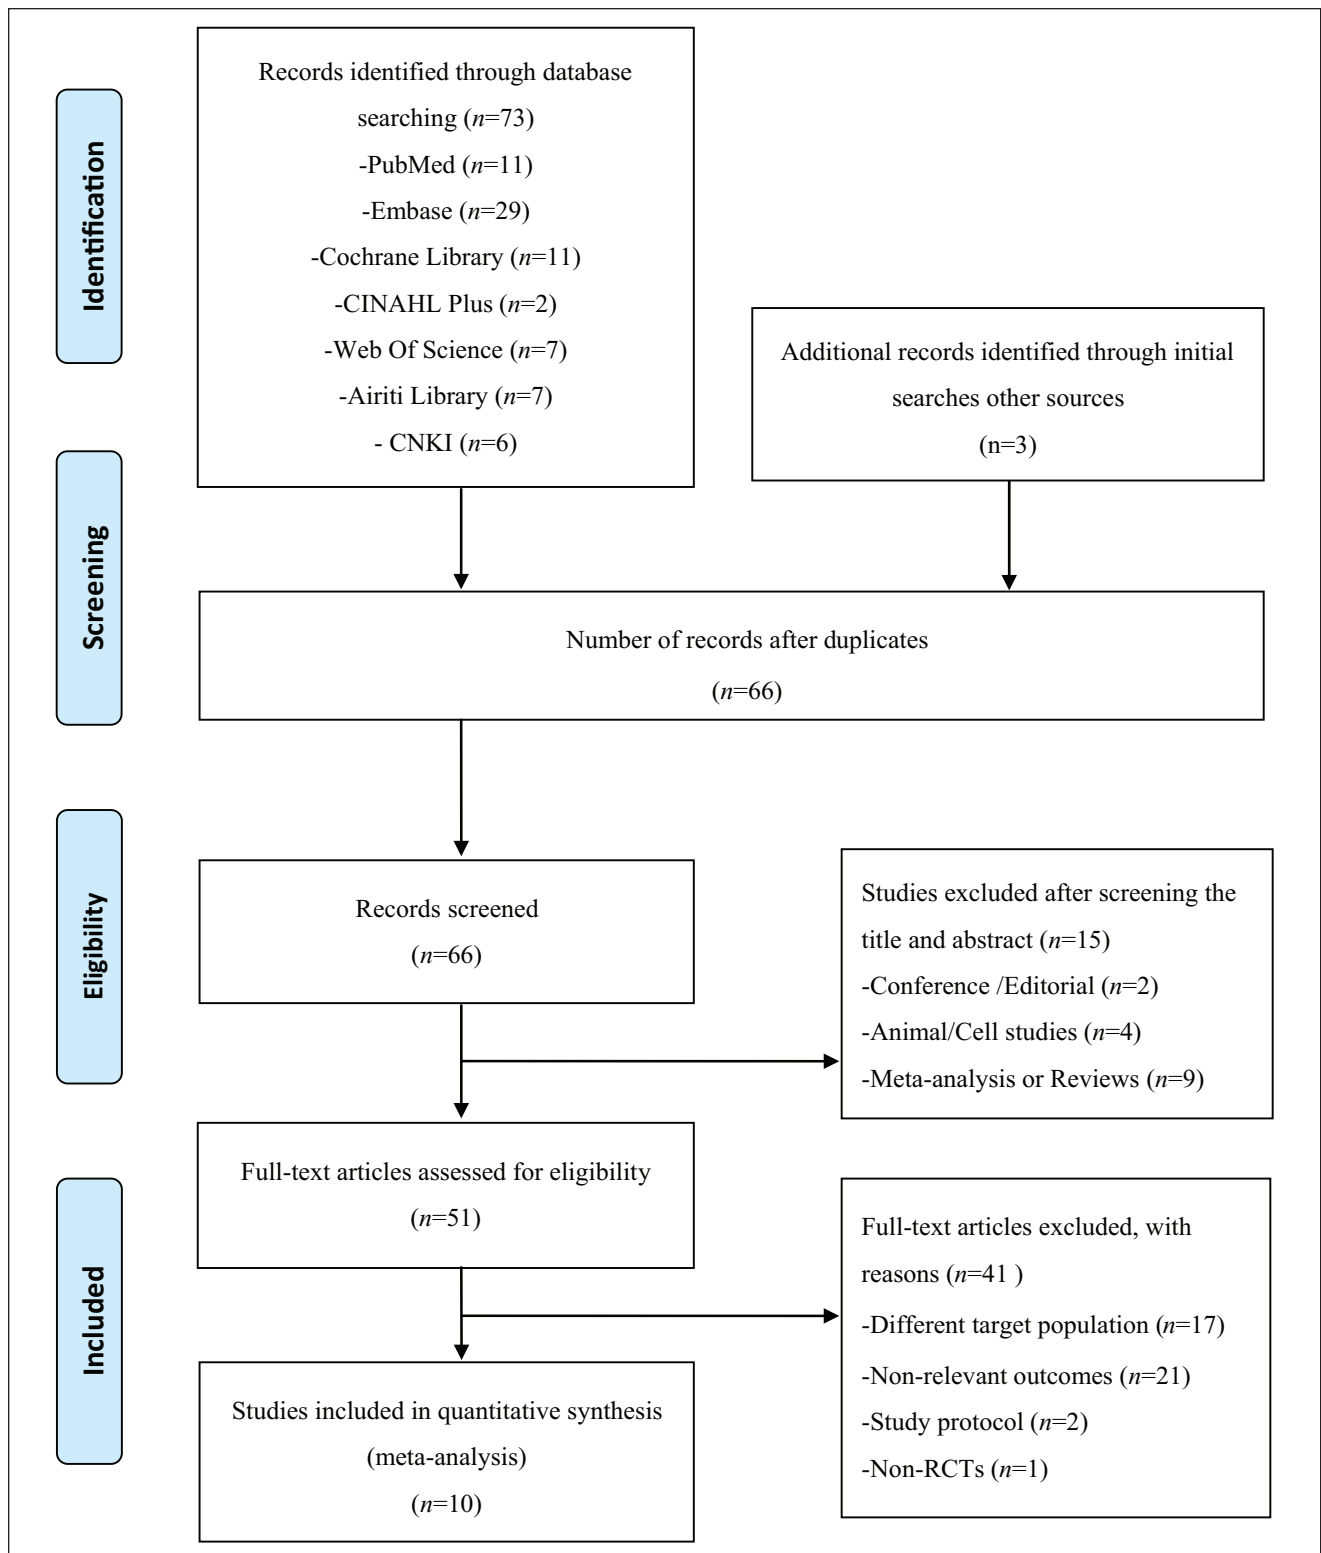 Identification
Records identified through database
searching (n=73)
-PubMed (n=11)
-Embase (n=29)
-Cochrane Library (n=11)
-CINAHL Plus (n=2)
-Web Of Science (n=7)
-Airiti Library (n=7)
- CNKI (n=6)
Additional records identified through initial
searches other sources
(n=3)
Screening
Number of records after duplicates
(n=66)
Eligibility
Records screened
(n=66)
Studies excluded after screening the
title and abstract (n=15)
-Conference /Editorial (n=2)
-Animal/Cell studies (n=4)
-Meta-analysis or Reviews (n=9)
Full-text articles assessed for eligibility
(n=51)
Included
Full-text articles excluded, with
reasons (n=41 )
-Different target population (n=17)
-Non-relevant outcomes (n=21)
-Study protocol (n=2)
-Non-RCTs (n=1)
Studies included in quantitative synthesis
(meta-analysis)
(n=10)